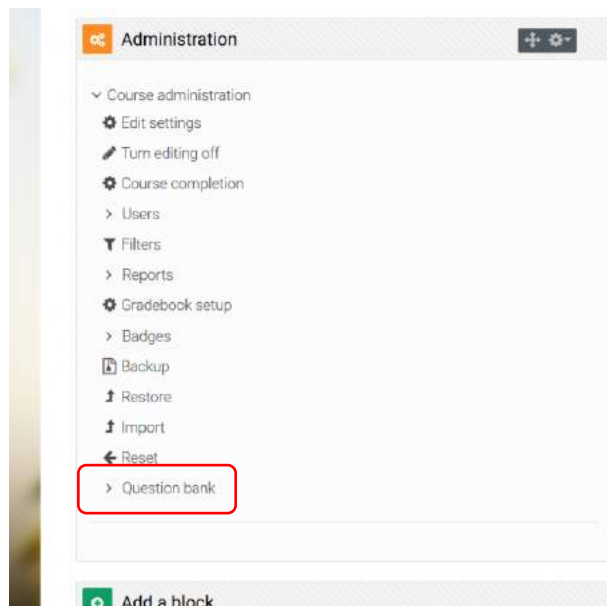 Administration
Course administration
Edit settings
Turn editing off
Course completion
Users
Filters
Reports
Gradebook setup
Badges
Backup
Restore
Import
Reset
Question bank
Add a block